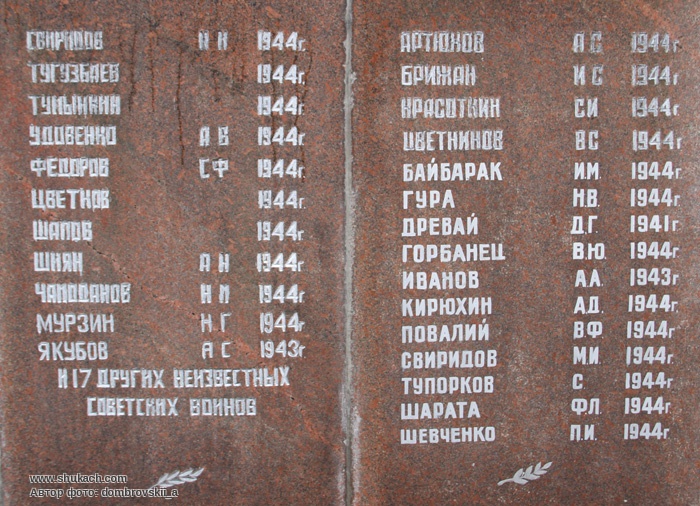 СВИРИДОВ И И 1944г.
ТУГУЗБАЕВ 1944г.
ТУМЫНКИН 1944г.
УДОВЕНКО А В 1944г.
ФЕДОРОВ С Ф 1944г.
ЦВЕТКОВ 1944г
ШАПОВ 1944г
ШИЯН А Н 1944г
ЧАМОДАНОВ И П 1944г
МУРЗИН Н Г 1944г
ЯКУБОВ А С 1943г
И 17 ДРУГИХ НЕИЗВЕСТНЫХ
СОВЕТСКИХ ВОИНОВ
АРТЮХОВ А С 1944г
БРИЖАН И С 1944г
КРАСОТКИН С И 1944г
ЦВЕТНИНОВ В С 1944г
БАЙБАРАК И.М. 1944г
ГУРА Н.В. 1944г
ДРЕВАЙ Д.Г. 1941г
ГОРБАНЕЦ В.Ю. 1944г
ИВАНОВ А.А. 1943г
КИРЮХИН А.Д. 1944г
ПОВАЛИЙ В Ф 1944г
СВИРИДОВ М.И. 1944г
ТУПОРКОВ С. 1944г
ШАРАТА Ф.Л. 1944г
ШЕВЧЕНКО П.И. 1944г
www.shukach.com
Автор фото: dombrovskii_a